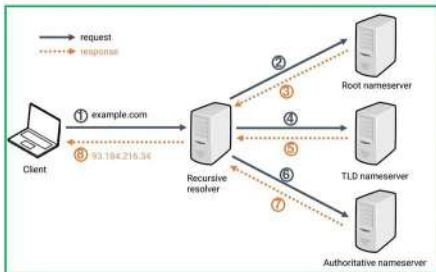 request
response
②
③
Root nameserver
① example.com
④
⑧ 93.184.216.34
⑤
Client
Recursive
resolver
TLD nameserver
⑥
⑦
Authoritative nameserver